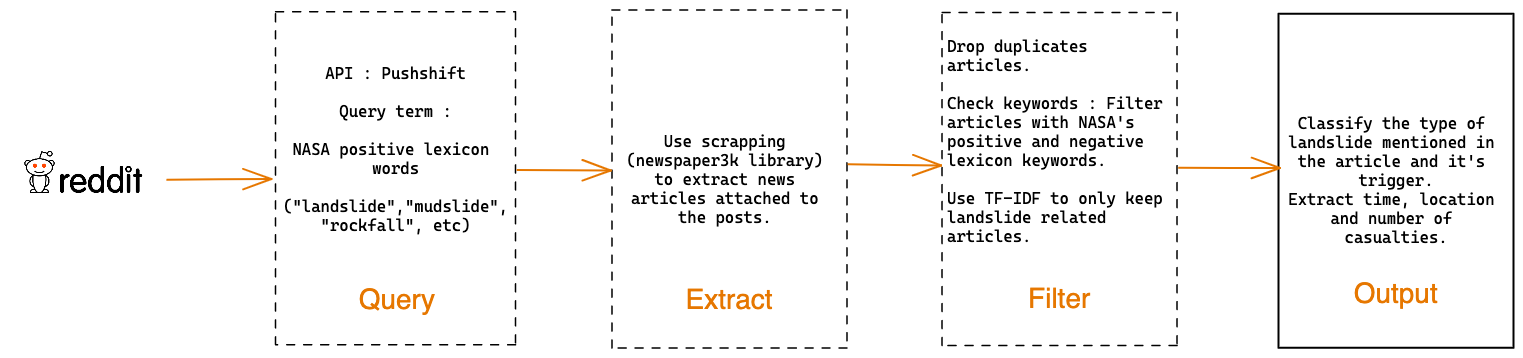 reddit
API : Pushshift
Query term :
NASA positive lexicon
words
("landslide","mudslide",
"rockfall", etc)
Query
Use scrapping
(newspaper3k library)
to extract news
articles attached to
the posts.
Extract
Drop duplicates
articles.
Check keywords : Filter
articles with NASA's
positive and negative
lexicon keywords.
Use TF-IDF to only keep
landslide related
articles.
Filter
Classify the type of
landslide mentioned in
the article and it's
trigger.
Extract time, location
and number of
casualties.
Output